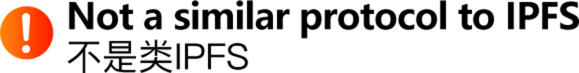 Not a similar protocol to IPFS
不是类IPFS